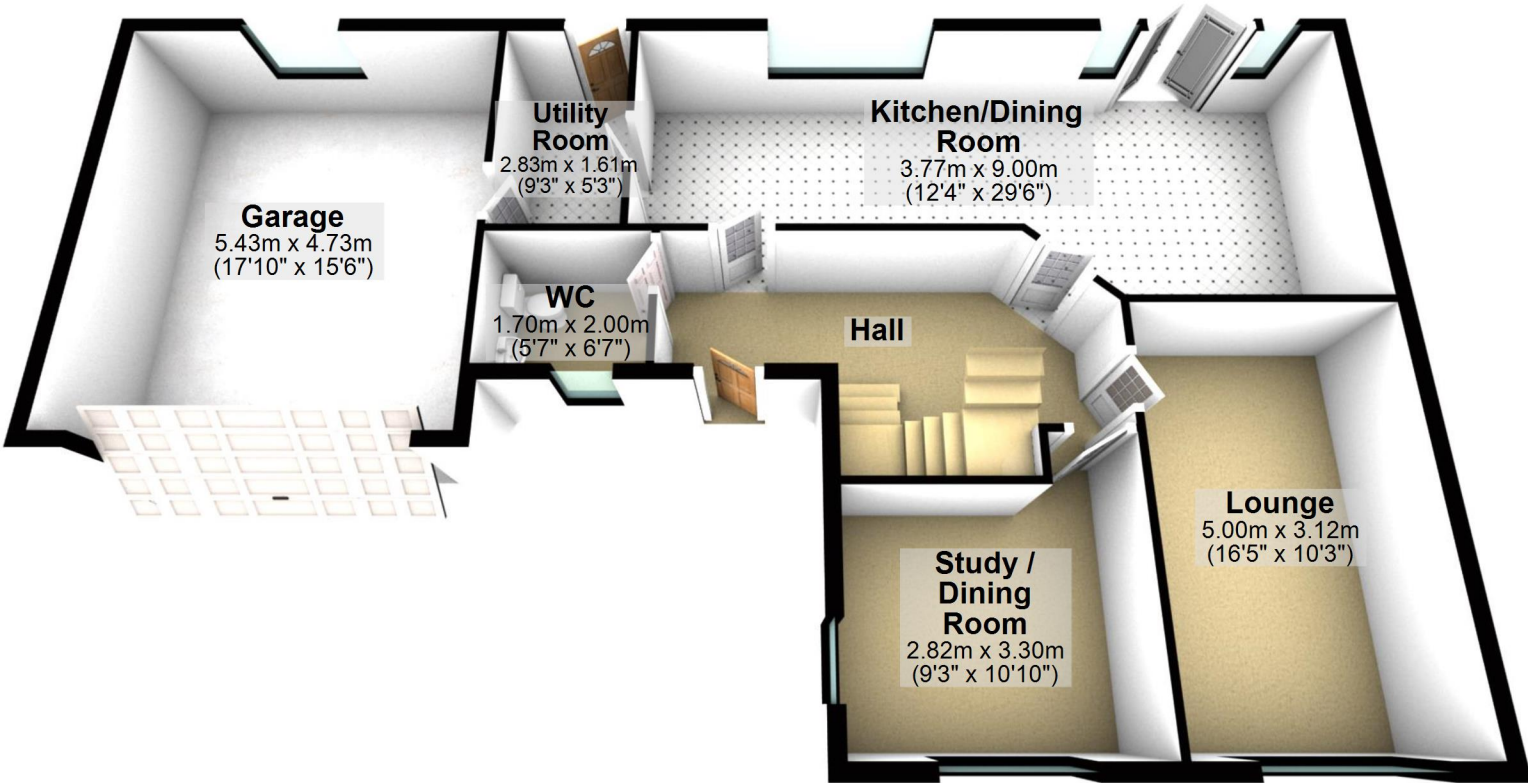 Utility
Room
2.83m x 1.61m
(9'3" x 5'3")
Kitchen/Dining
Room
3.77m x 9.00m
(12'4" x 29'6")
Garage
5.43m x 4.73m
(17'10" x 15'6")
WC
1.70m x 2.00m
(5'7" x 6'7")
Hall
Lounge
5.00m x 3.12m
(16'5" x 10'3")
Study /
Dining
Room
2.82m x 3.30m
(9'3" x 10'10")